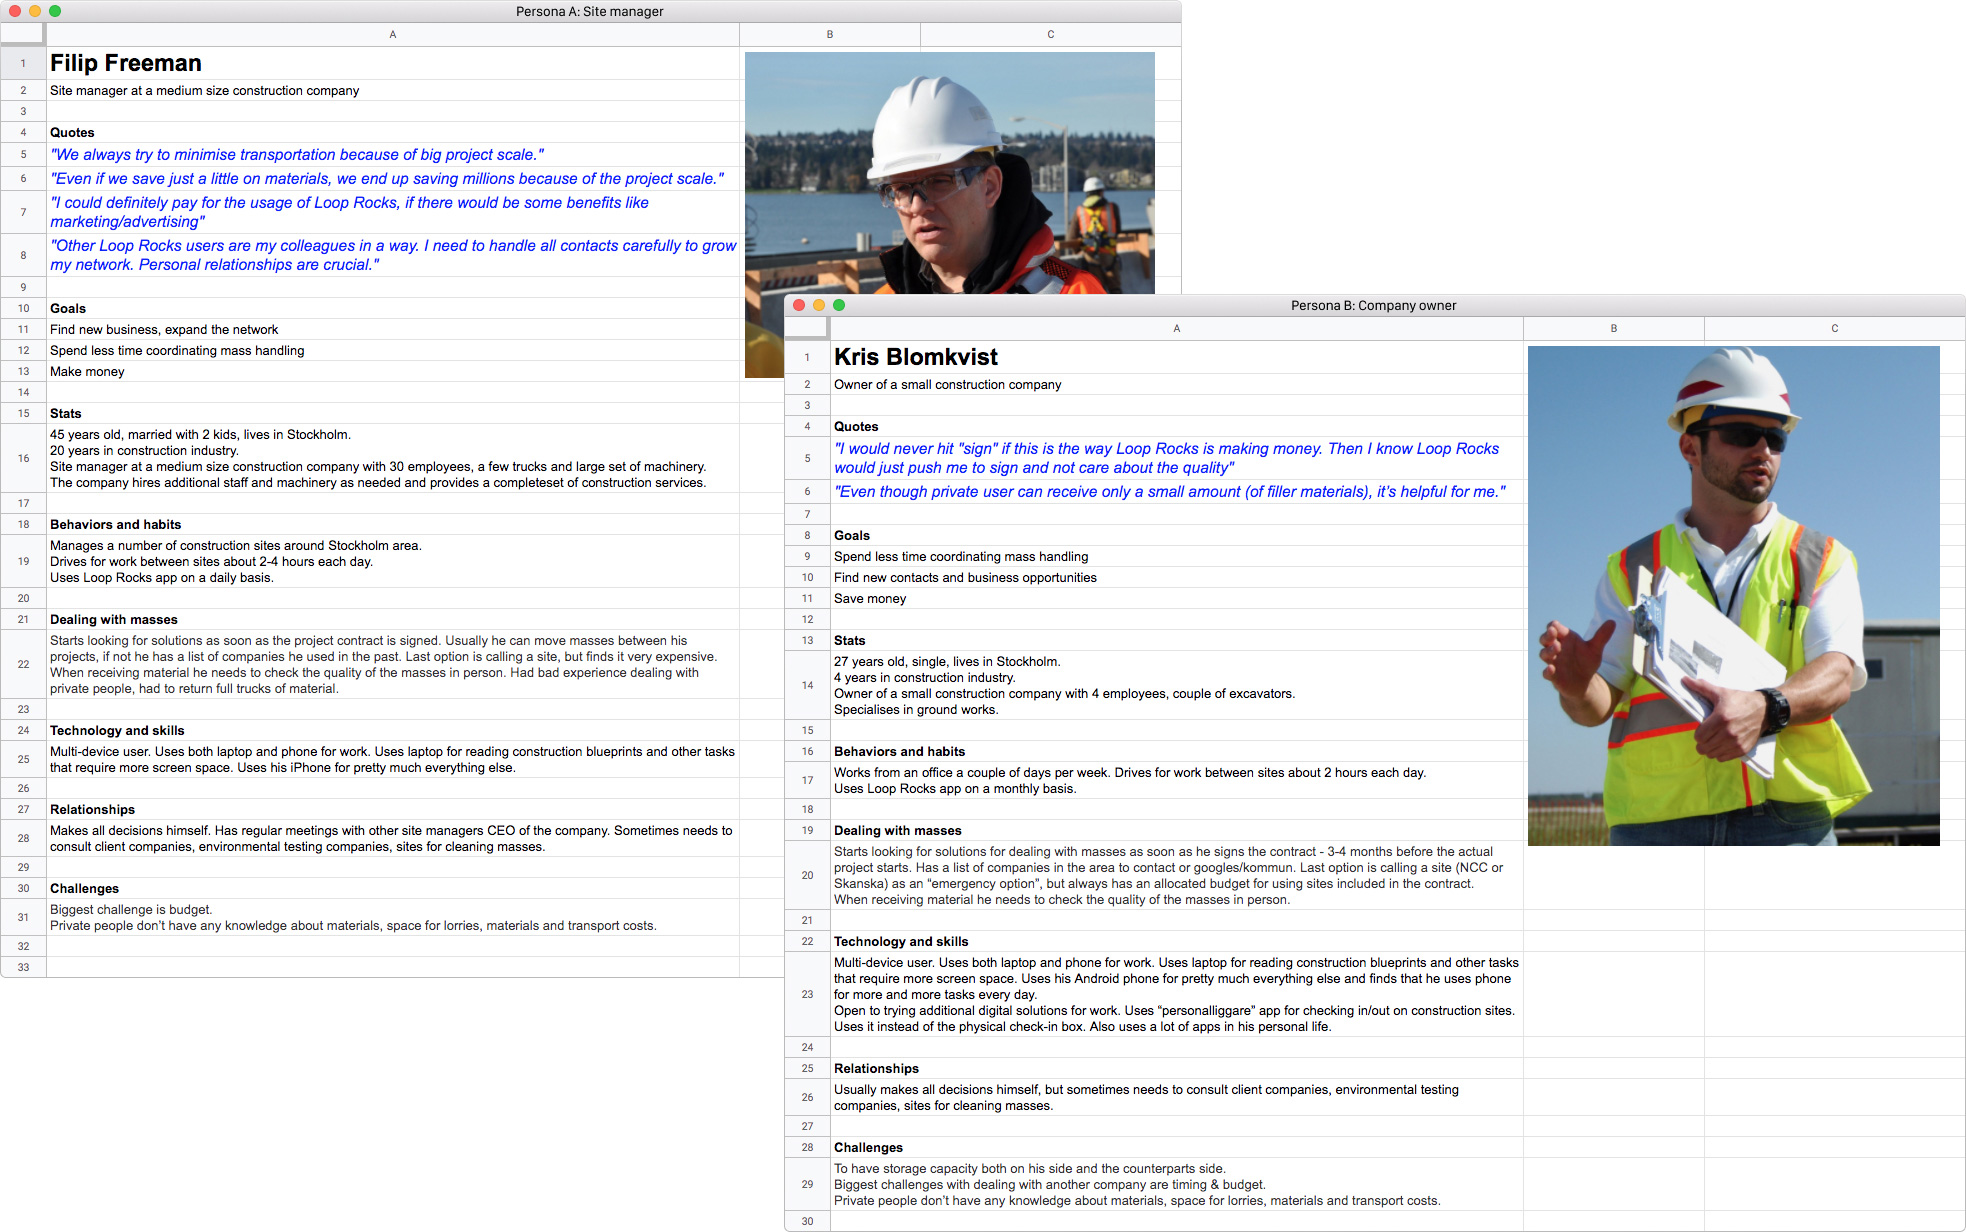 Persona A: Site manager
A
B
C
1
Filip Freeman
2
Site manager at a medium size construction company
3
4
Quotes
5
"We always try to minimise transportation because of big project scale."
6
"Even if we save just a little on materials, we end up saving millions because of the project scale."
7
"I could definitely pay for the usage of Loop Rocks, if there would be some benefits like
marketing/advertising"
8
"Other Loop Rocks users are my colleagues in a way. I need to handle all contacts carefully to grow
my network. Personal relationships are crucial."
9
10
Goals
11
Find new business, expand the network
12
Spend less time coordinating mass handling
13
Make money
14
15
Stats
16
45 years old, married with 2 kids, lives in Stockholm.
20 years in construction industry.
Site manager at a medium size construction company with 30 employees, a few trucks and large set of machinery.
The company hires additional staff and machinery as needed and provides a completeset of construction services.
17
18
Behaviors and habits
19
Manages a number of construction sites around Stockholm area.
Drives for work between sites about 2-4 hours each day.
Uses Loop Rocks app on a daily basis.
20
21
Dealing with masses
22
Starts looking for solutions as soon as the project contract is signed. Usually he can move masses between his
projects, if not he has a list of companies he used in the past. Last option is calling a site, but finds it very expensive.
When receiving material he needs to check the quality of the masses in person. Had bad experience dealing with
private people, had to return full trucks of material.
23
24
Technology and skills
25
Multi-device user. Uses both laptop and phone for work. Uses laptop for reading construction blueprints and other tasks
that require more screen space. Uses his iPhone for pretty much everything else.
26
27
Relationships
28
Makes all decisions himself. Has regular meetings with other site managers CEO of the company. Sometimes needs to
consult client companies, environmental testing companies, sites for cleaning masses.
29
30
Challenges
31
Biggest challenge is budget.
Private people don’t have any knowledge about materials, space for lorries, materials and transport costs.
32
33
Persona B: Company owner
A
B
C
1
Kris Blomkvist
2
Owner of a small construction company
3
4
Quotes
5
"I would never hit "sign" if this is the way Loop Rocks is making money. Then I know Loop Rocks
would just push me to sign and not care about the quality"
6
"Even though private user can receive only a small amount (of filler materials), it’s helpful for me."
7
8
Goals
9
Spend less time coordinating mass handling
10
Find new contacts and business opportunities
11
Save money
12
13
Stats
14
27 years old, single, lives in Stockholm.
4 years in construction industry.
Owner of a small construction company with 4 employees, couple of excavators.
Specialises in ground works.
15
16
Behaviors and habits
17
Works from an office a couple of days per week. Drives for work between sites about 2 hours each day.
Uses Loop Rocks app on a monthly basis.
18
19
Dealing with masses
20
Starts looking for solutions for dealing with masses as soon as he signs the contract - 3-4 months before the actual
project starts. Has a list of companies in the area to contact or googles/kommun. Last option is calling a site (NCC or
Skanska) as an “emergency option”, but always has an allocated budget for using sites included in the contract.
When receiving material he needs to check the quality of the masses in person.
21
22
Technology and skills
23
Multi-device user. Uses both laptop and phone for work. Uses laptop for reading construction blueprints and other tasks
that require more screen space. Uses his Android phone for pretty much everything else and finds that he uses phone
for more and more tasks every day.
Open to trying additional digital solutions for work. Uses “personalliggare” app for checking in/out on construction sites.
Uses it instead of the physical check-in box. Also uses a lot of apps in his personal life.
24
25
Relationships
26
Usually makes all decisions himself, but sometimes needs to consult client companies, environmental testing
companies, sites for cleaning masses.
27
28
Challenges
29
To have storage capacity both on his side and the counterparts side.
Biggest challenges with dealing with another company are timing & budget.
Private people don’t have any knowledge about materials, space for lorries, materials and transport costs.
30